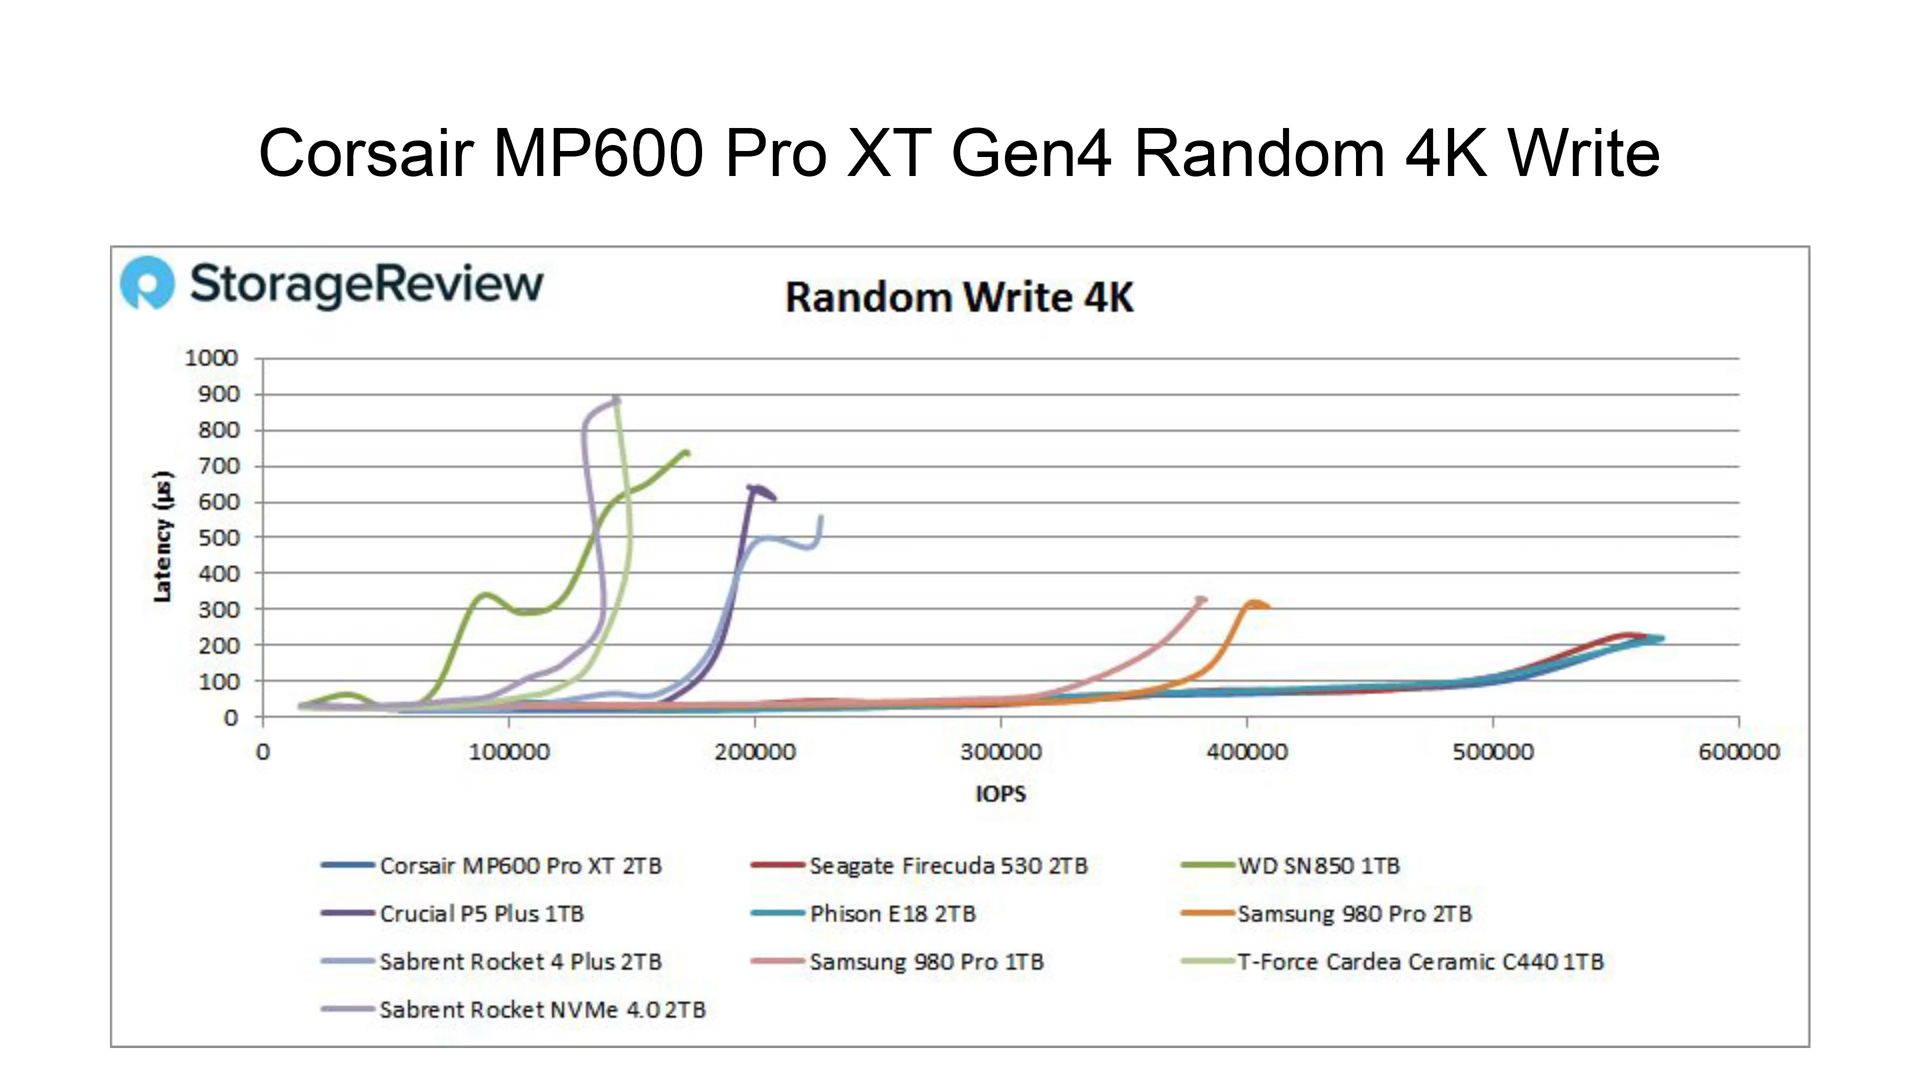 Corsair MP600 Pro XT Gen4 Random 4K Write
StorageReview
Random Write 4K
1000
900
800
700
600
500
400
300
200
100
0
Latency (µs)
0 100000 200000 300000 400000 500000 600000
IOPS
Corsair MP600 Pro XT 2TB Seagate Firecuda 530 2TB WD SN850 1TB
Crucial P5 Plus 1TB Phison E18 2TB Samsung 980 Pro 2TB
Sabrent Rocket 4 Plus 2TB Samsung 980 Pro 1TB T-Force Cardea Ceramic C440 1TB
Sabrent Rocket NVMe 4.0 2TB